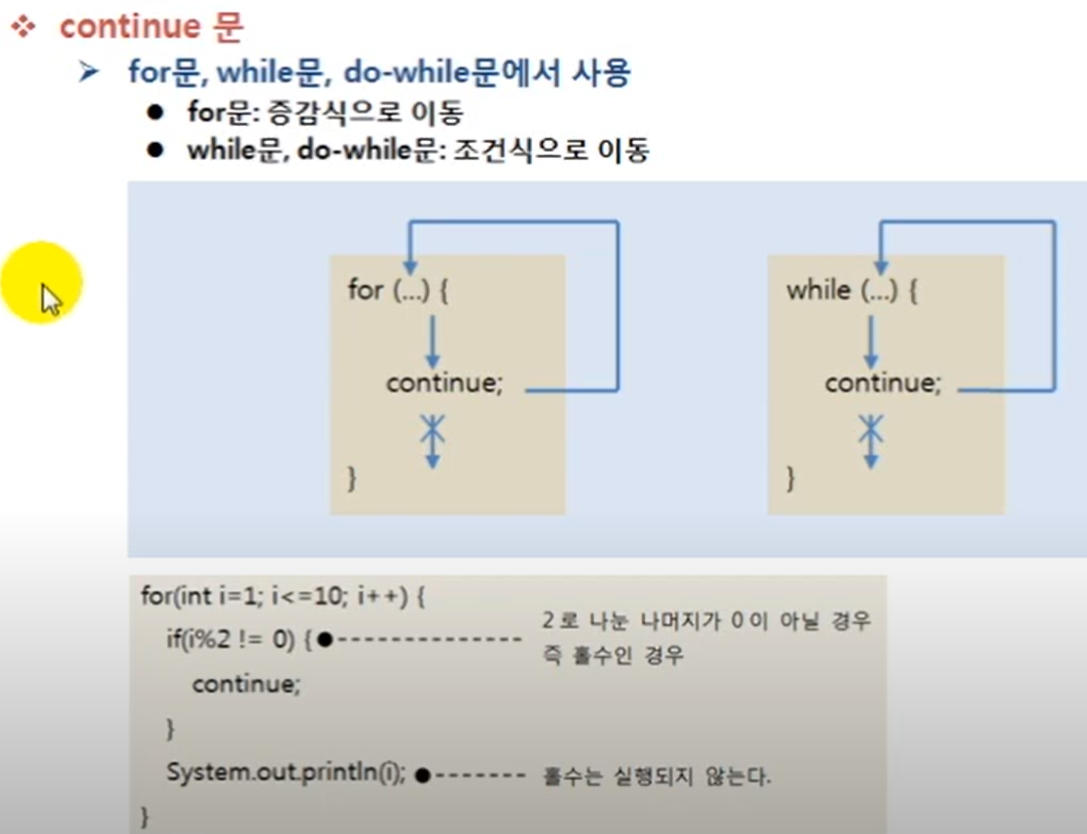 continue 문
for문, while문, do-while문에서 사용
for문: 증감식으로 이동
while문, do-while문: 조건식으로 이동
for (...) {
continue;
}
while (...) {
continue;
}
for(int i=1; i<=10; i++) {
if(i%2 != 0) {
2로 나눈 나머지가 0이 아닐 경우
즉 홀수인 경우
continue;
}
System.out.println(i);
홀수는 실행되지 않는다.
}